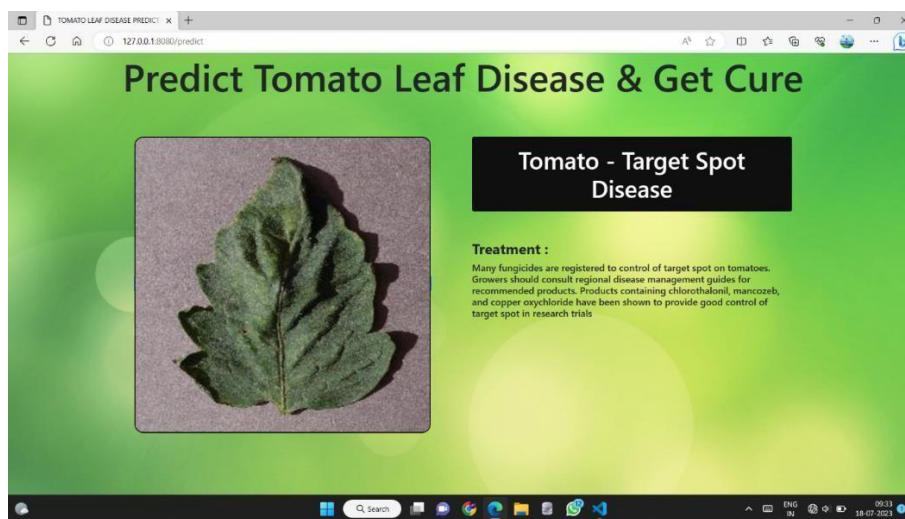 TOMATO LEAF DISEASE PREDICT
127.0.0.1:8080/predict
Predict Tomato Leaf Disease & Get Cure
Tomato - Target Spot
Disease
Treatment :
Many fungicides are registered to control of target spot on tomatoes.
Growers should consult regional disease management guides for
recommended products. Products containing chlorothalonil, mancozeb,
and copper oxychloride have been shown to provide good control of
target spot in research trials
Search
ENG
IN
09:33
18-07-2023